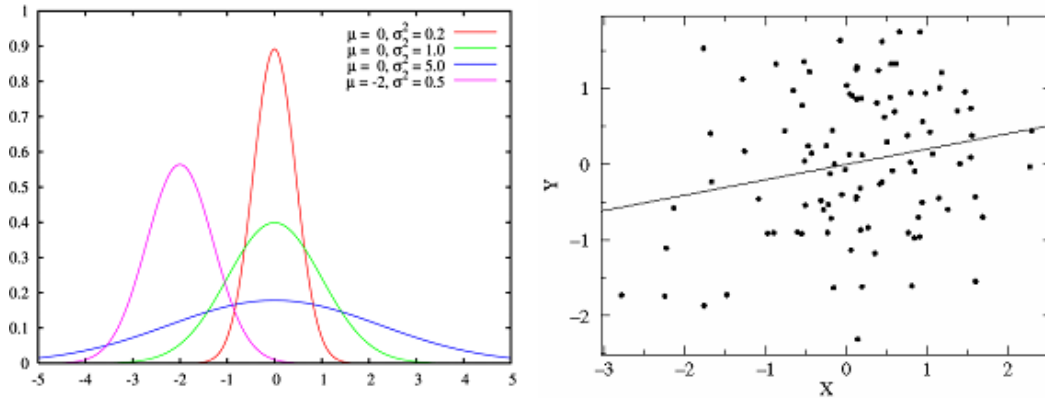 μ = 0, σ² = 0.2
μ = 0, σ² = 1.0
μ = 0, σ² = 5.0
μ = -2, σ² = 0.5
1
0.9
0.8
0.7
0.6
0.5
0.4
0.3
0.2
0.1
0
-5 -4 -3 -2 -1 0 1 2 3 4 5
1
0
−1
−2
Y
−3 −2 −1 0 1 2
X